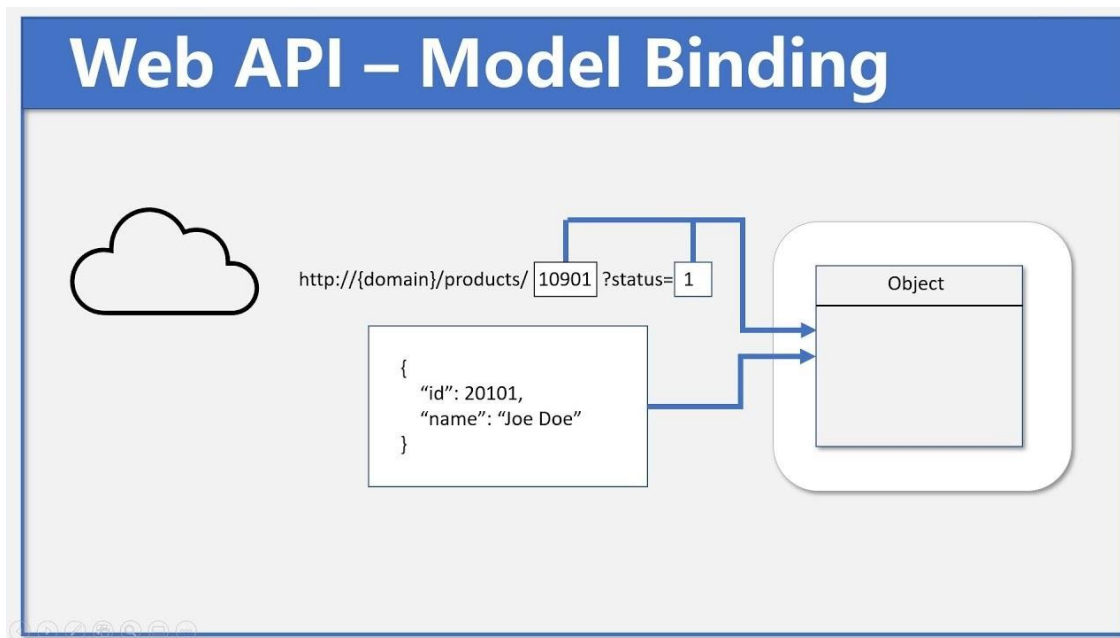 Web API – Model Binding
http://{domain}/products/ 10901 ?status= 1
Object
{
“id”: 20101,
“name”: “Joe Doe”
}